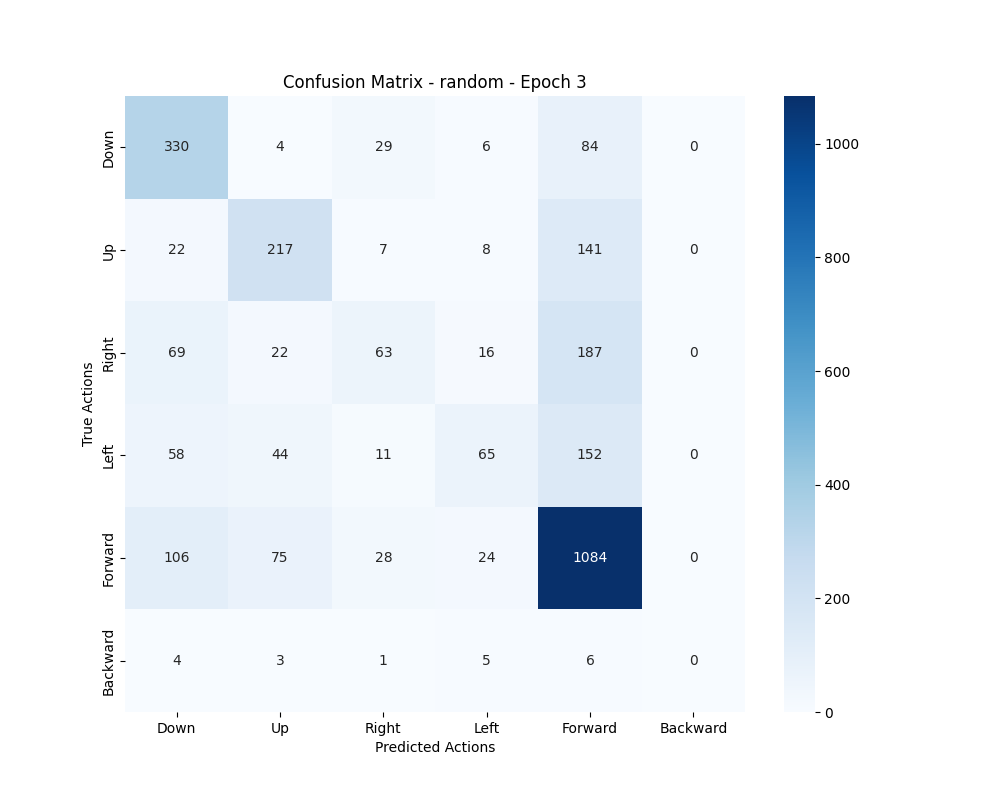 Confusion Matrix - random - Epoch 3
True Actions
Down 330 4 29 6 84 0
Up 22 217 7 8 141 0
Right 69 22 63 16 187 0
Left 58 44 11 65 152 0
Forward 106 75 28 24 1084 0
Backward 4 3 1 5 6 0
Down Up Right Left Forward Backward
Predicted Actions
1000
800
600
400
200
0